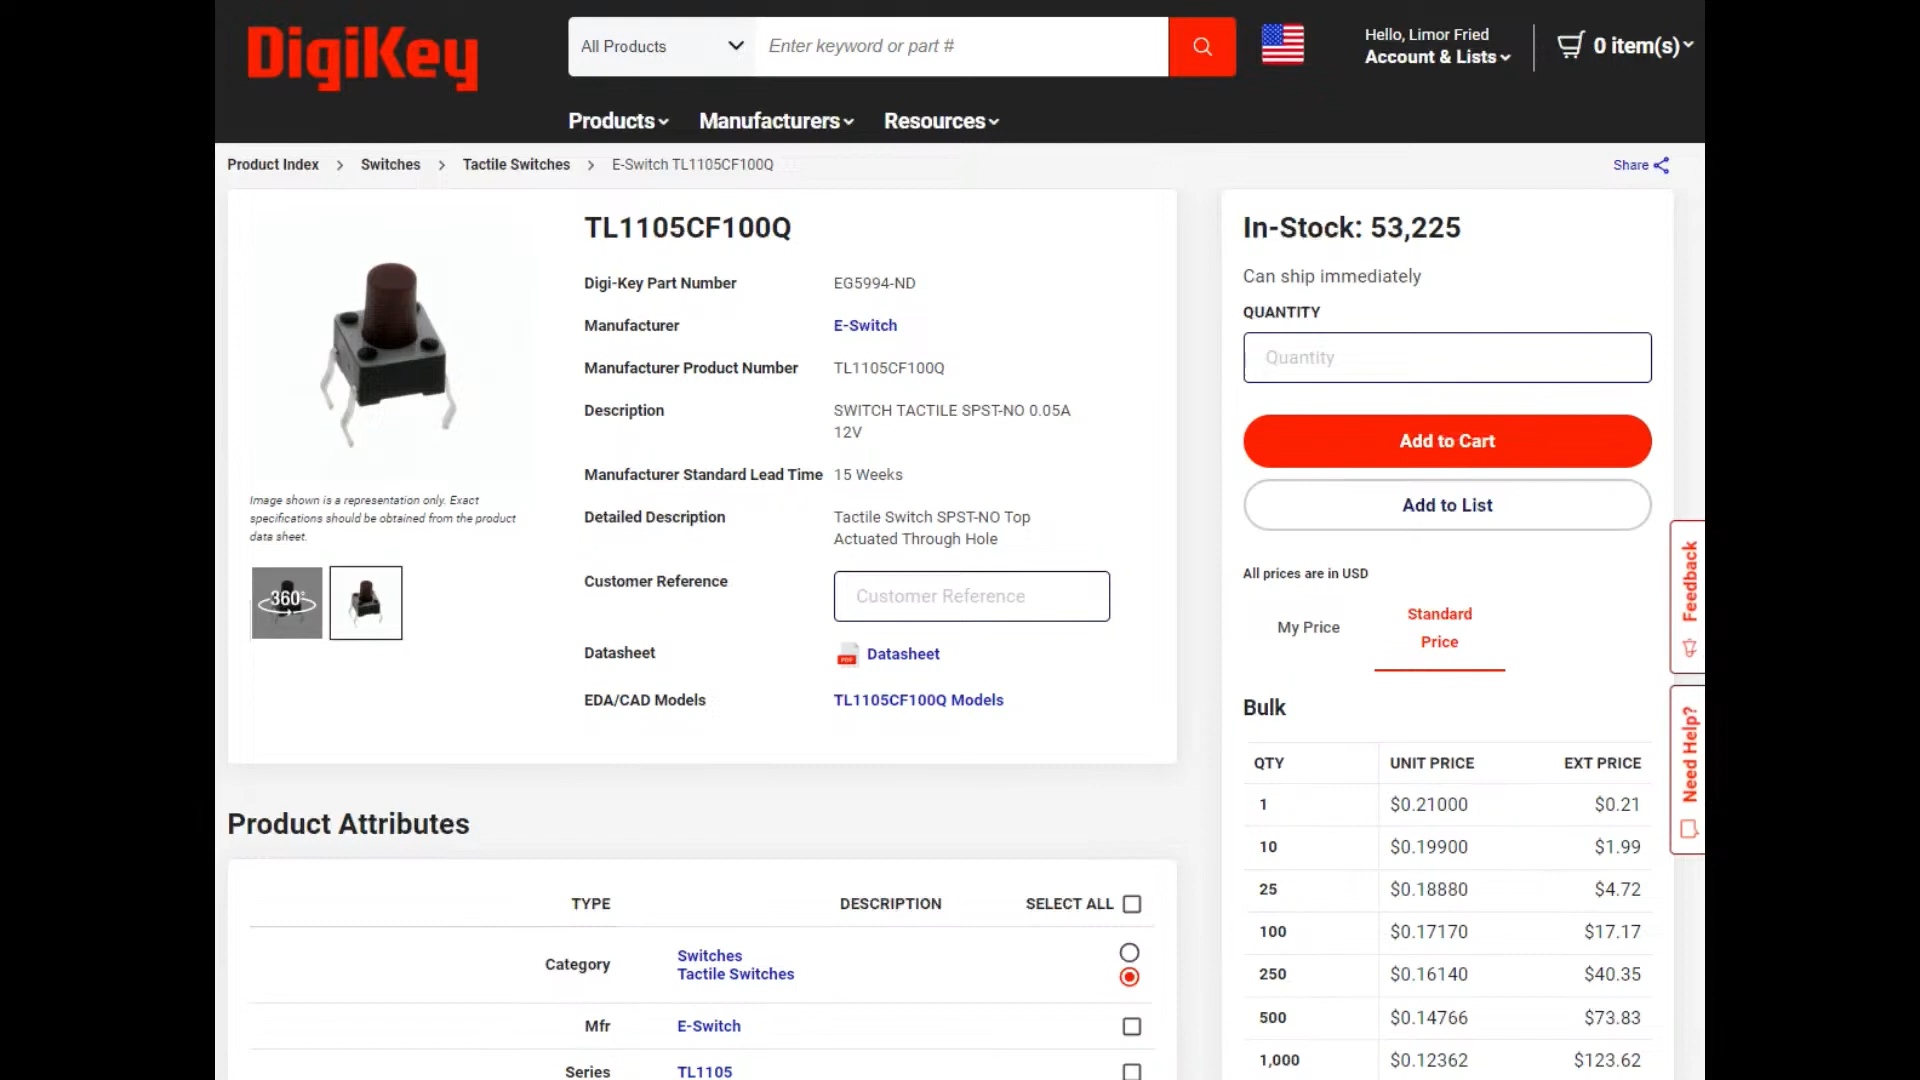 DigiKey
All Products
Enter keyword or part #
Hello, Limor Fried
Account & Lists
0 item(s)
Products
Manufacturers
Resources
Product Index > Switches > Tactile Switches > E-Switch TL1105CF100Q
Share
TL1105CF100Q
Digi-Key Part Number EG5994-ND
Manufacturer E-Switch
Manufacturer Product Number TL1105CF100Q
Description SWITCH TACTILE SPST-NO 0.05A
12V
Manufacturer Standard Lead Time 15 Weeks
Detailed Description Tactile Switch SPST-NO Top
Actuated Through Hole
Customer Reference Customer Reference
Datasheet PDF Datasheet
EDA/CAD Models TL1105CF100Q Models
Image shown is a representation only. Exact
specifications should be obtained from the product
data sheet.
360°
In-Stock: 53,225
Can ship immediately
QUANTITY
Quantity
Add to Cart
Add to List
All prices are in USD
My Price
Standard
Price
Bulk
QTY UNIT PRICE EXT PRICE
1 $0.21000 $0.21
10 $0.19900 $1.99
25 $0.18880 $4.72
100 $0.17170 $17.17
250 $0.16140 $40.35
500 $0.14766 $73.83
1,000 $0.12362 $123.62
Feedback
Need Help?
Product Attributes
TYPE DESCRIPTION SELECT ALL
Category Switches
Tactile Switches
Mfr E-Switch
Series TL1105